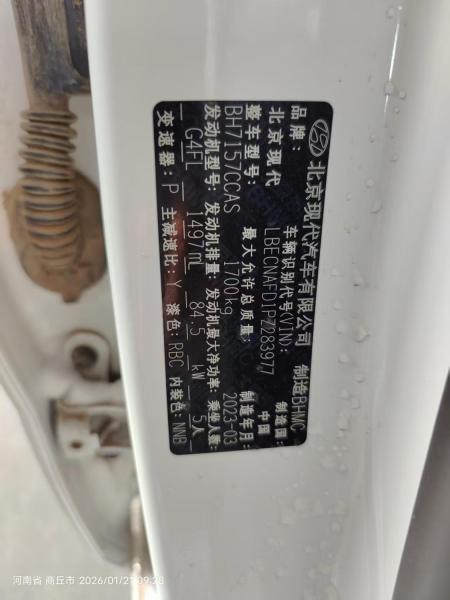 北京现代汽车有限公司 制造BHMC
品牌: 车辆识别代号(VIN): 制造国:
北京现代 LBECNAFD1PZ283977 中国
整车型号: 最大允许总质量: 制造年月:
BH7157CCAS 1700kg 2023-03
发动机型号: 发动机排量: 发动机最大净功率: 乘坐人数:
G4FL 1497mL 84.5 kW 5人
变速器: P 主减速比: Y 漆色: RBC 内装色: NNB
河南省 商丘市 2026/01/21 09:28